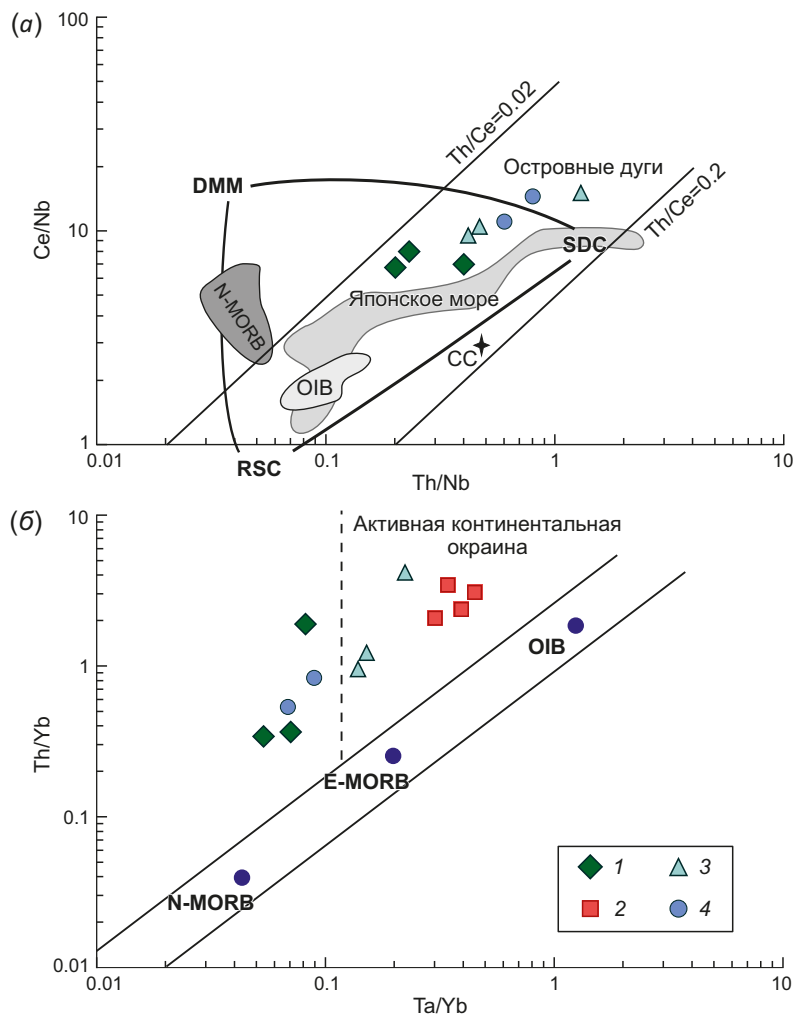 (а)
100
Th/Ce=0.02
Островные дуги
DMM
Th/Ce=0.2
Ce/Nb
10
SDC
N-MORB
Японское море
CC
OIB
1
0.01
RSC
0.1
1
10
Th/Nb
(б)
10
Активная континентальная
окраина
OIB
1
Th/Yb
E-MORB
0.1
1
3
N-MORB
2
4
0.01
0.01
0.1
1
10
Ta/Yb